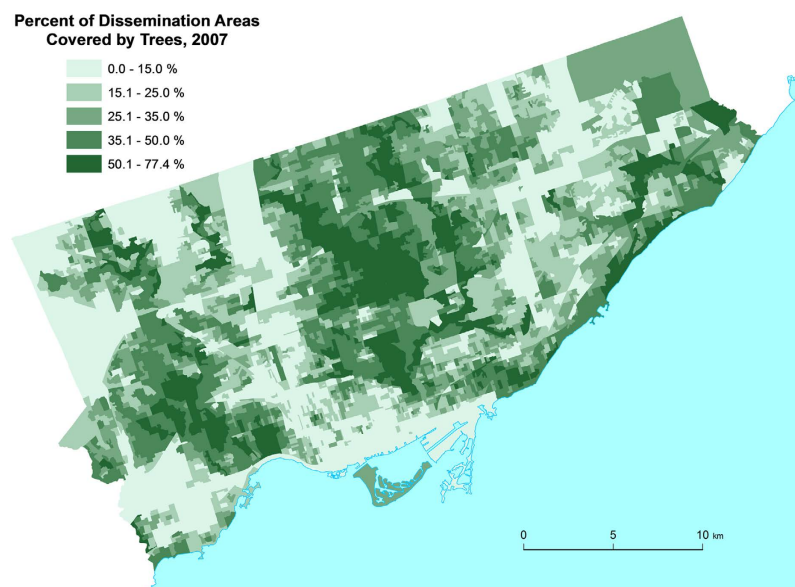 Percent of Dissemination Areas
Covered by Trees, 2007
0.0 - 15.0 %
15.1 - 25.0 %
25.1 - 35.0 %
35.1 - 50.0 %
50.1 - 77.4 %
0 5 10 km